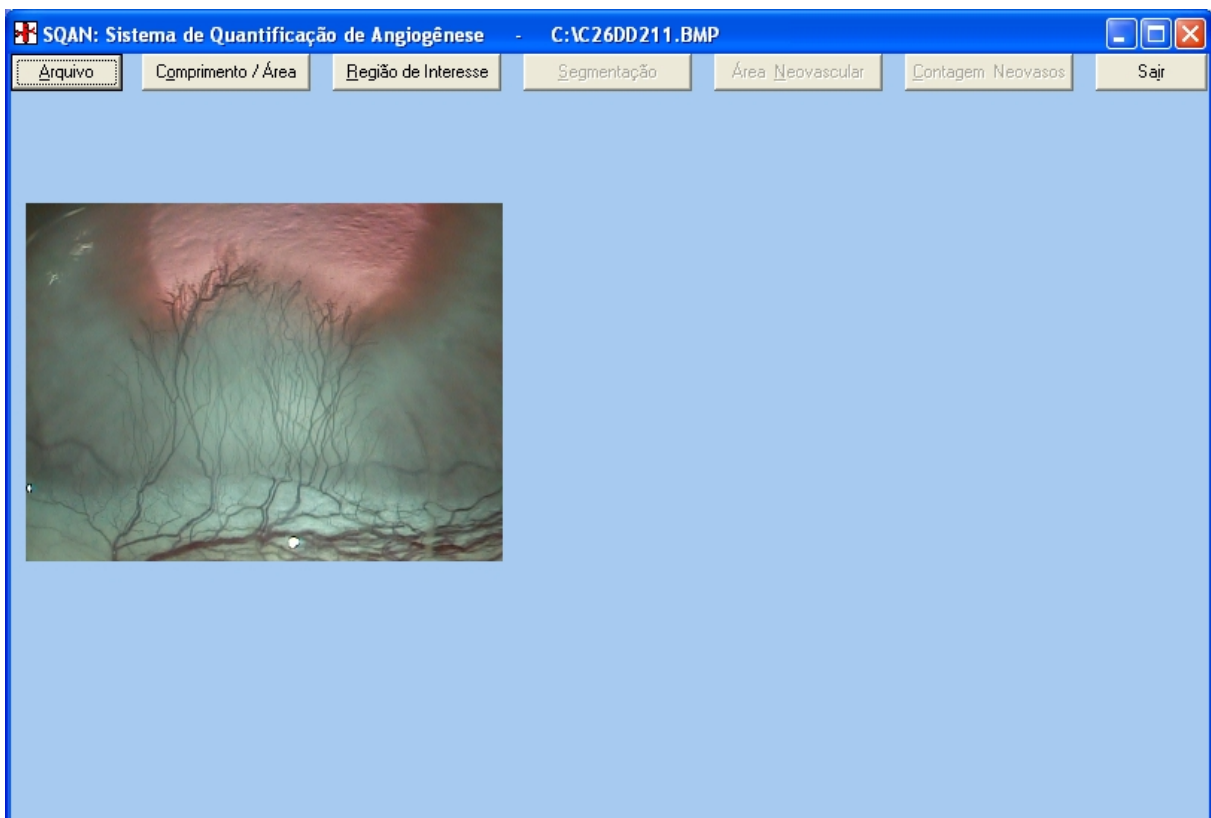 SQAN: Sistema de Quantificação de Angiogênese - C:\C26DD211.BMP
Arquivo Comprimento / Área Região de Interesse Segmentação Área Neovascular Contagem Neovasos Sair